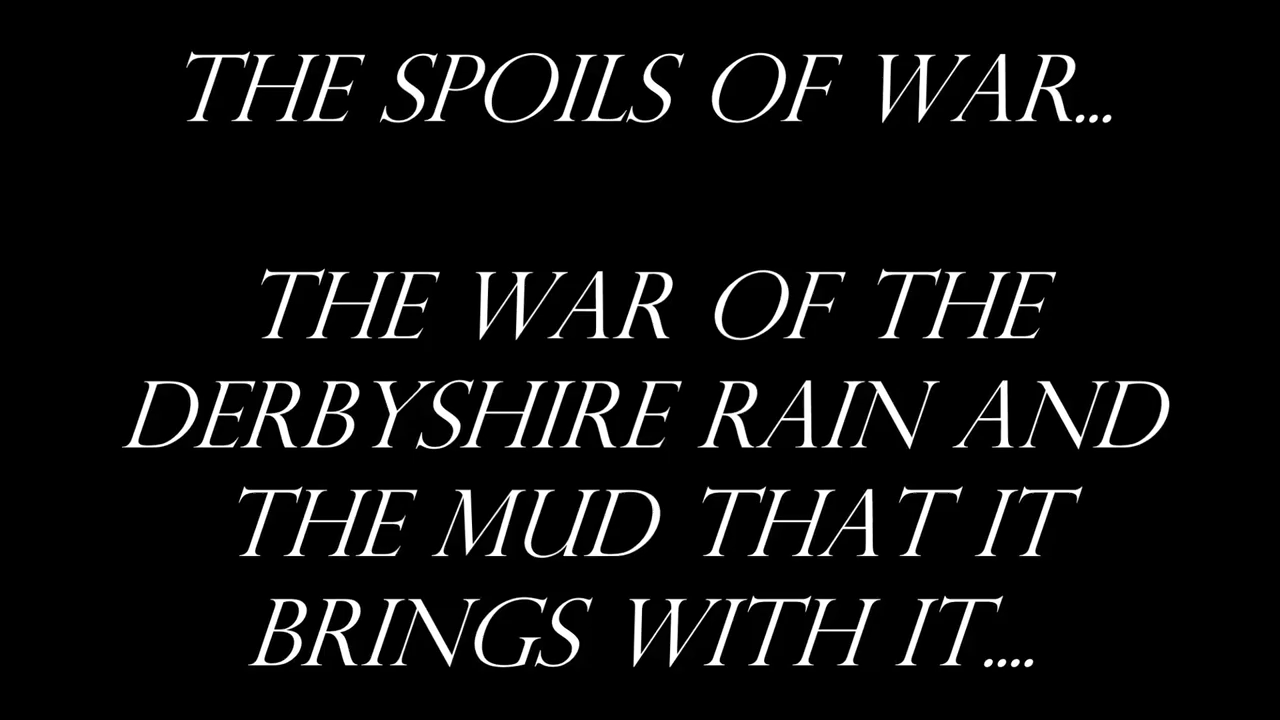 THE SPOILS OF WAR...
THE WAR OF THE
DERBYSHIRE RAIN AND
THE MUD THAT IT
BRINGS WITH IT....